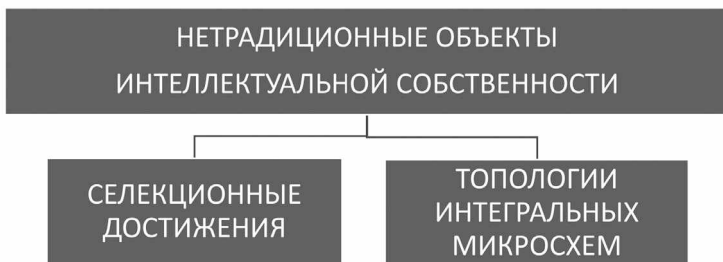 НЕТРАДИЦИОННЫЕ ОБЪЕКТЫ
ИНТЕЛЛЕКТУАЛЬНОЙ СОБСТВЕННОСТИ
СЕЛЕКЦИОННЫЕ
ДОСТИЖЕНИЯ
ТОПОЛОГИИ
ИНТЕГРАЛЬНЫХ
МИКРОСХЕМ